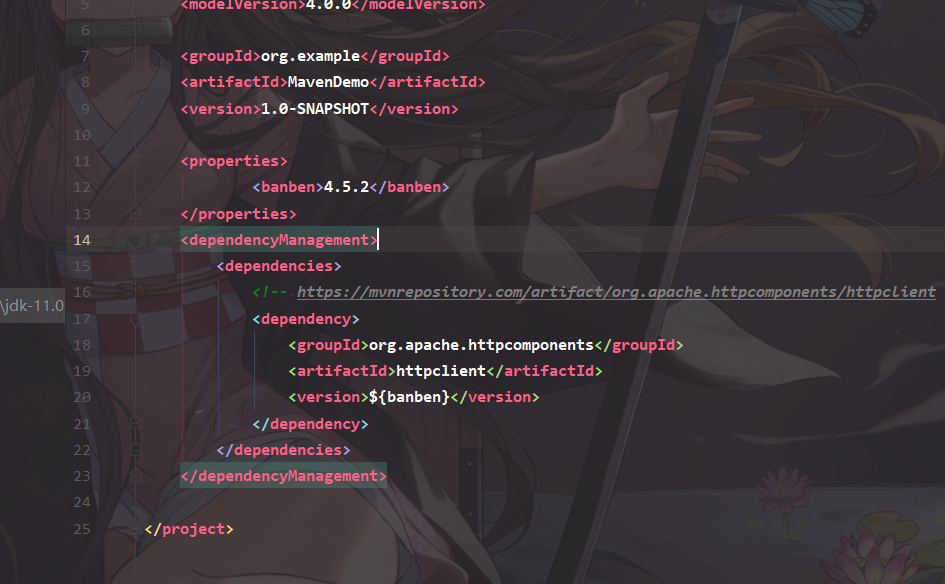 5 <modelVersion>4.0.0</modelVersion>
6
7 <groupId>org.example</groupId>
8 <artifactId>MavenDemo</artifactId>
9 <version>1.0-SNAPSHOT</version>
10
11 <properties>
12 <banben>4.5.2</banben>
13 </properties>
14 <dependencyManagement>
15 <dependencies>
16 <!-- https://mvnrepository.com/artifact/org.apache.httpcomponents/httpclient
\jdk-11.0
17 <dependency>
18 <groupId>org.apache.httpcomponents</groupId>
19 <artifactId>httpclient</artifactId>
20 <version>${banben}</version>
21 </dependency>
22 </dependencies>
23 </dependencyManagement>
24
25 </project>